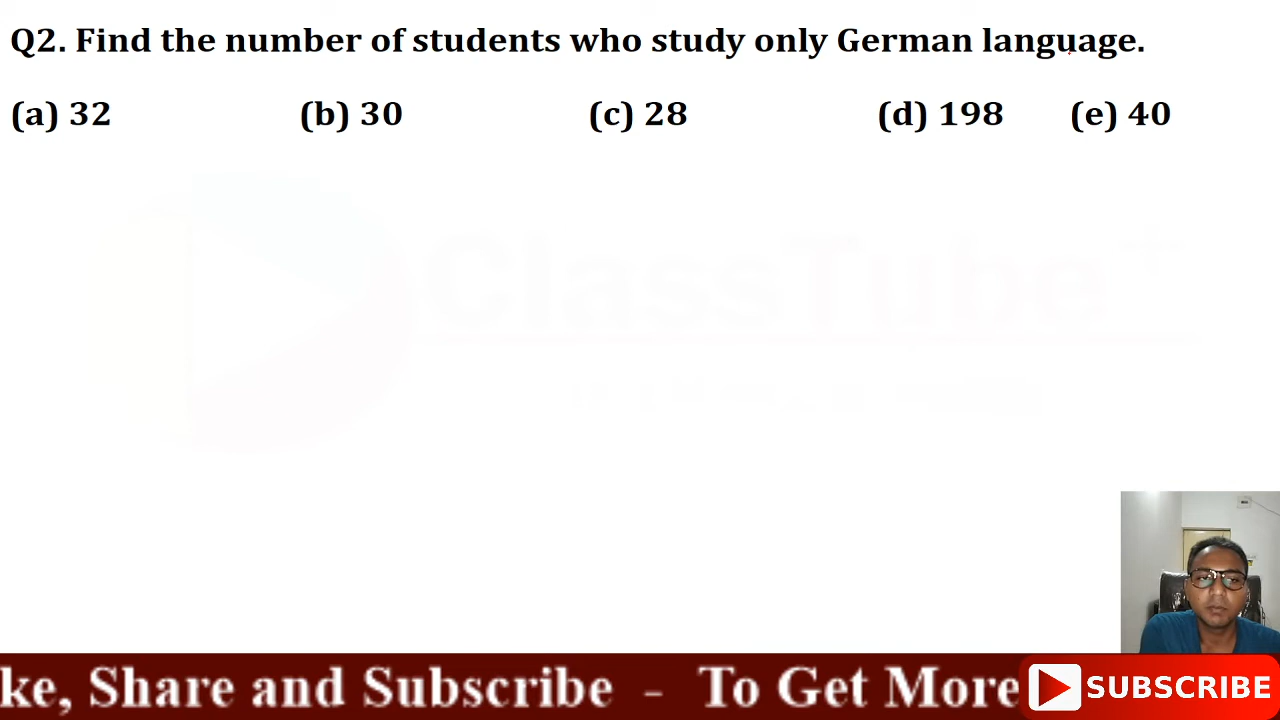 Q2. Find the number of students who study only German language.
(a) 32 (b) 30 (c) 28 (d) 198 (e) 40
ClassTube+
ke, Share and Subscribe - To Get More
SUBSCRIBE